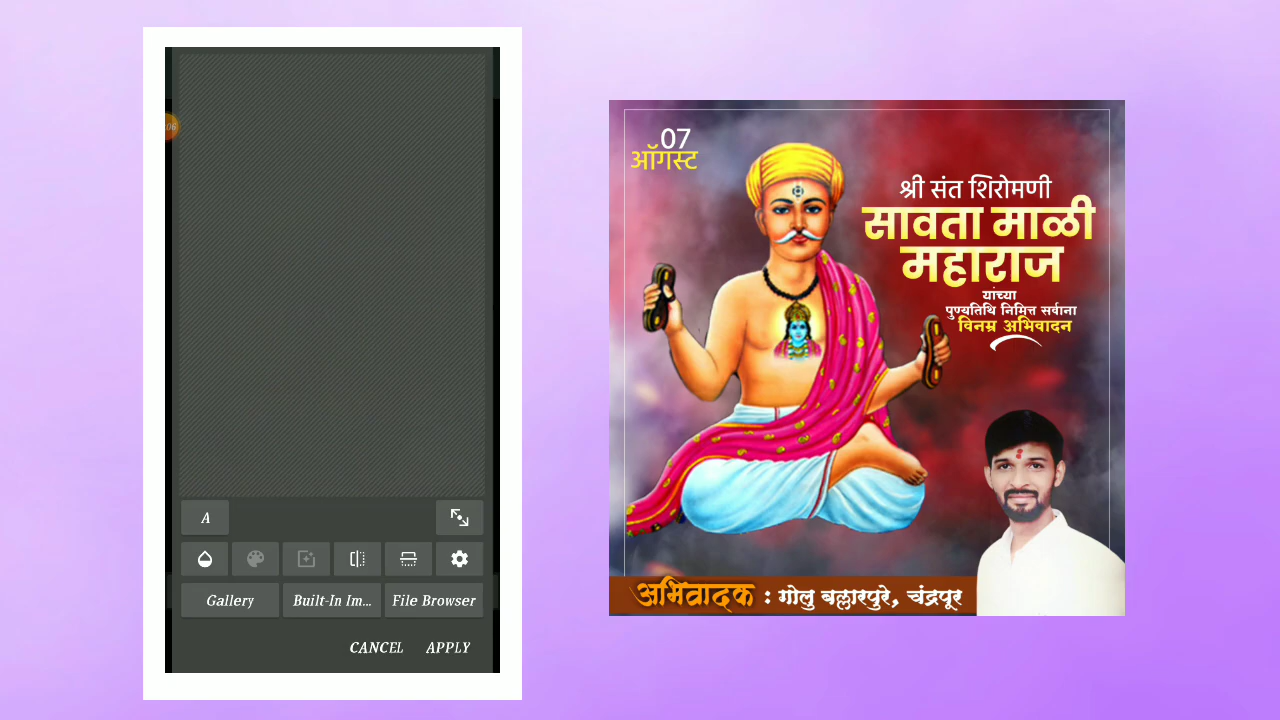 06
A
Gallery
Built-In Im...
File Browser
CANCEL
APPLY
07
ऑगस्ट
श्री संत शिरोमणी
सावता माळी
महाराज
यांच्या
पुण्यतिथि निमित्त सर्वाना
विनम्र अभिवादन
अभिवादक : गोलु बल्लारपुरे, चंद्रपूर